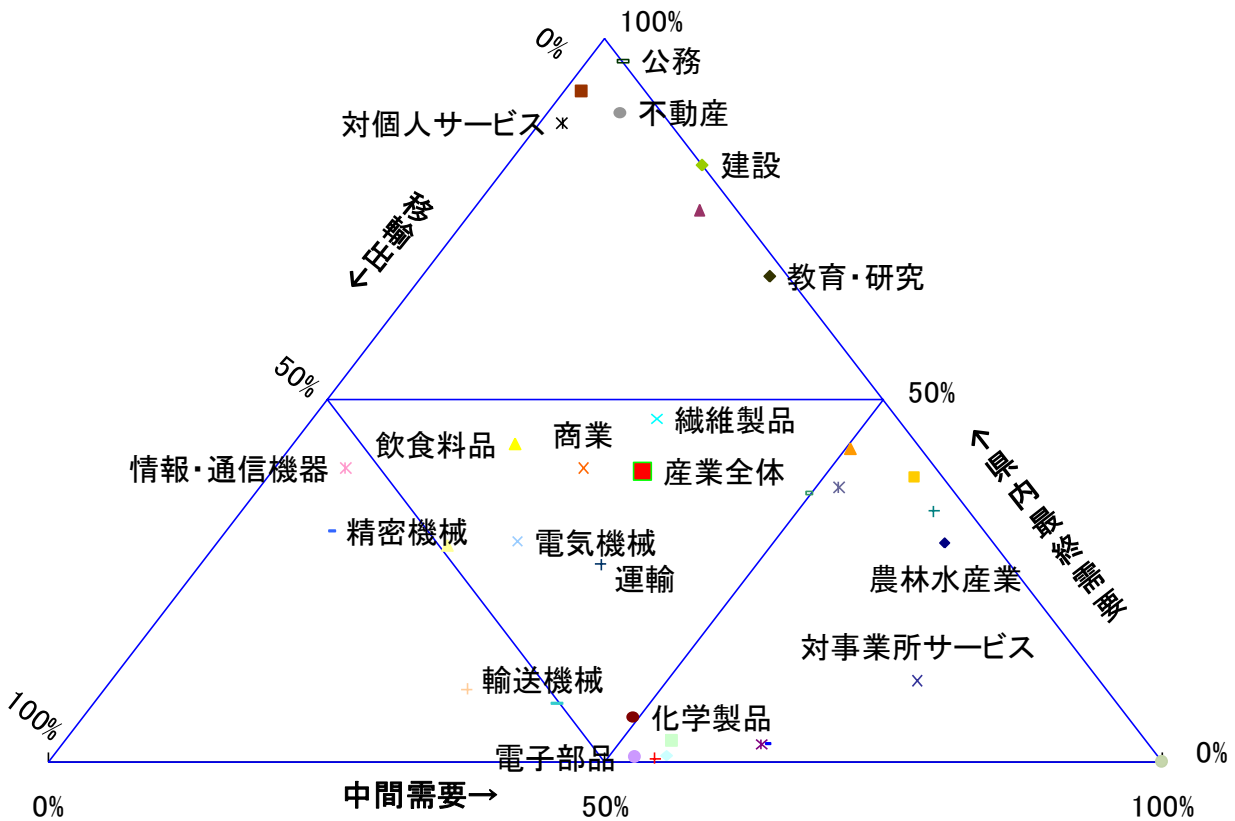 100%
0%
公務
不動産
対個人サービス
建設
教育・研究
移輸出→
50%
50%
繊維製品
商業
飲食料品
産業全体
情報・通信機器
←県内最終需要
精密機械
電気機械
運輸
農林水産業
対事業所サービス
輸送機械
100%
化学製品
電子部品
0%
中間需要→
0%
50%
100%